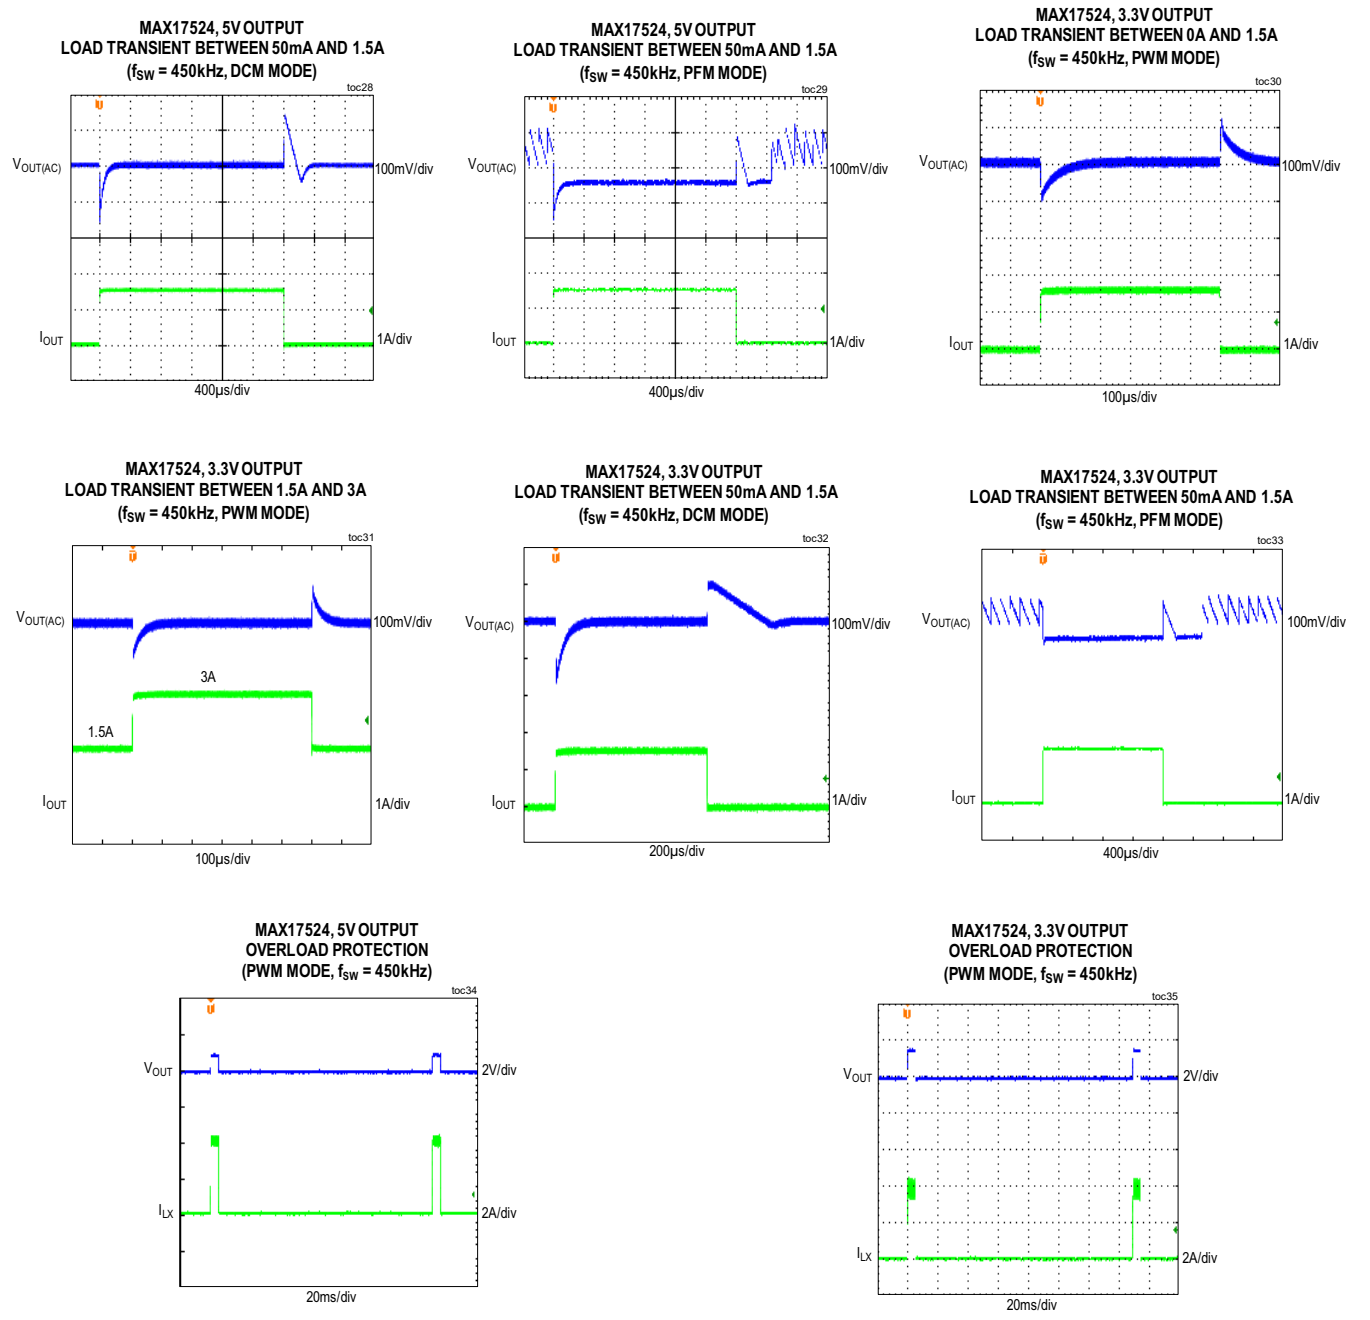 MAX17524, 5V OUTPUT
LOAD TRANSIENT BETWEEN 50mA AND 1.5A
(fSW = 450kHz, DCM MODE)
toc28
VOUT(AC)
100mV/div
IOUT
1A/div
400µs/div
MAX17524, 5V OUTPUT
LOAD TRANSIENT BETWEEN 50mA AND 1.5A
(fSW = 450kHz, PFM MODE)
toc29
VOUT(AC)
100mV/div
IOUT
1A/div
400µs/div
MAX17524, 3.3V OUTPUT
LOAD TRANSIENT BETWEEN 0A AND 1.5A
(fSW = 450kHz, PWM MODE)
toc30
VOUT(AC)
100mV/div
IOUT
1A/div
100µs/div
MAX17524, 3.3V OUTPUT
LOAD TRANSIENT BETWEEN 1.5A AND 3A
(fSW = 450kHz, PWM MODE)
toc31
VOUT(AC)
100mV/div
3A
1.5A
IOUT
1A/div
100µs/div
MAX17524, 3.3V OUTPUT
LOAD TRANSIENT BETWEEN 50mA AND 1.5A
(fSW = 450kHz, DCM MODE)
toc32
VOUT(AC)
100mV/div
IOUT
1A/div
200µs/div
MAX17524, 3.3V OUTPUT
LOAD TRANSIENT BETWEEN 50mA AND 1.5A
(fSW = 450kHz, PFM MODE)
toc33
VOUT(AC)
100mV/div
IOUT
1A/div
400µs/div
MAX17524, 5V OUTPUT
OVERLOAD PROTECTION
(PWM MODE, fSW = 450kHz)
toc34
VOUT
2V/div
ILX
2A/div
20ms/div
MAX17524, 3.3V OUTPUT
OVERLOAD PROTECTION
(PWM MODE, fSW = 450kHz)
toc35
VOUT
2V/div
ILX
2A/div
20ms/div